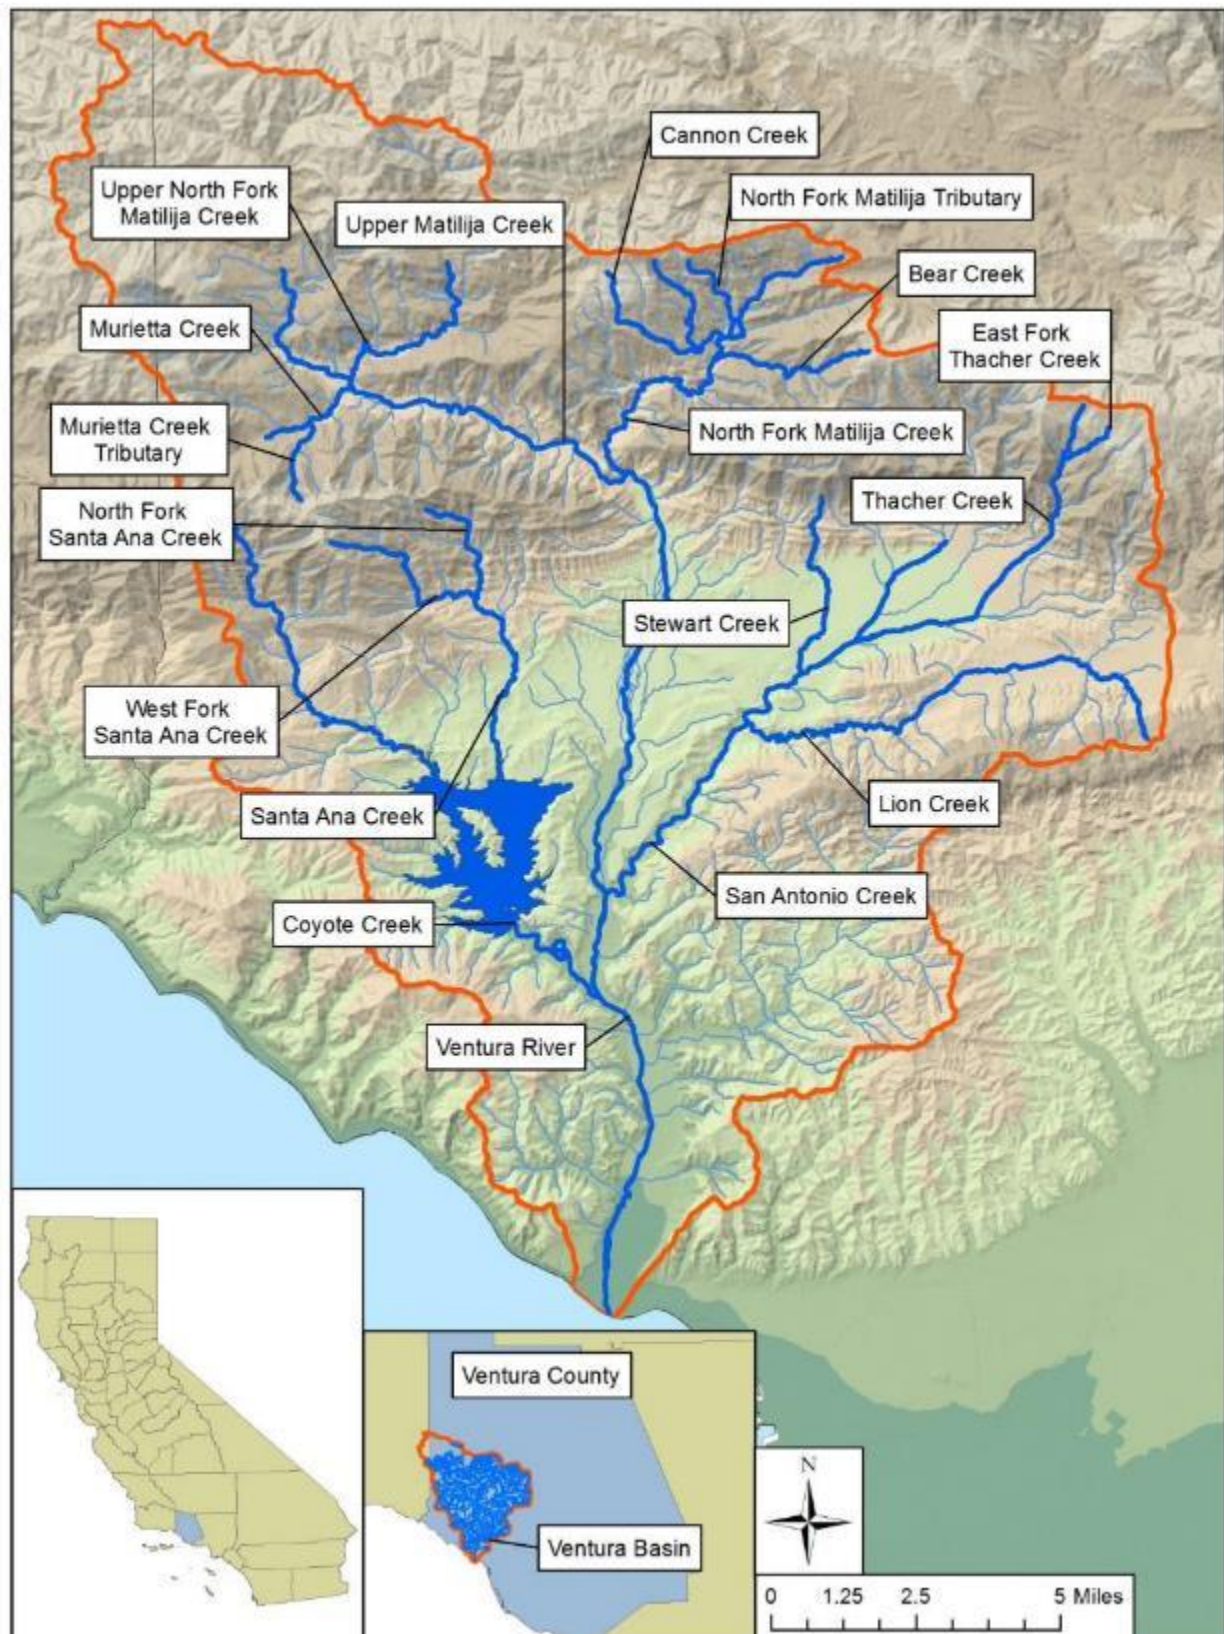 Cannon Creek
Upper North Fork
Matilija Creek
North Fork Matilija Tributary
Upper Matilija Creek
Bear Creek
Murietta Creek
East Fork
Thacher Creek
Murietta Creek
Tributary
North Fork Matilija Creek
North Fork
Santa Ana Creek
Thacher Creek
Stewart Creek
West Fork
Santa Ana Creek
Santa Ana Creek
Lion Creek
San Antonio Creek
Coyote Creek
Ventura River
Ventura County
Ventura Basin
N
0 1.25 2.5 5 Miles